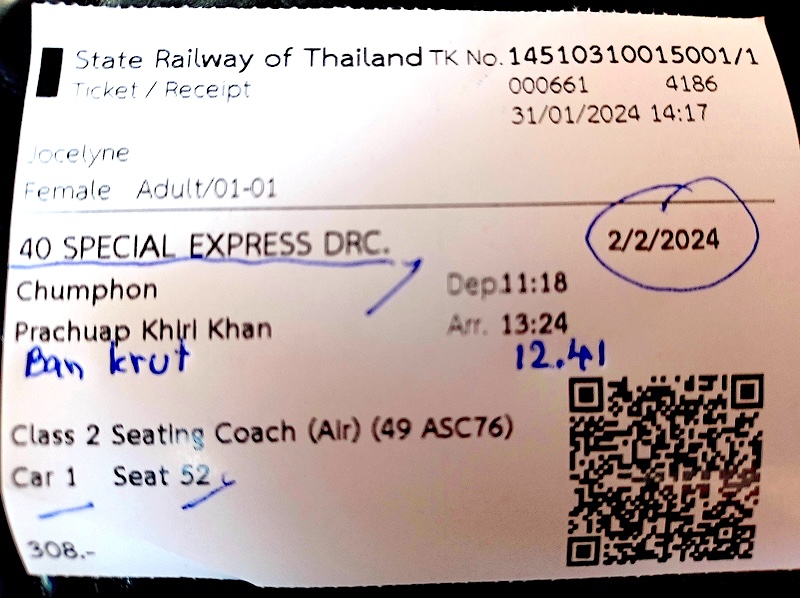 State Railway of Thailand TK No. 14510310015001/1
Ticket / Receipt 000661 4186
31/01/2024 14:17
Jocelyne
Female Adult/01-01
40 SPECIAL EXPRESS DRC. 2/2/2024
Chumphon Dep.11:18
Prachuap Khiri Khan Arr. 13:24
Ban krut 12.41
Class 2 Seating Coach (Air) (49 ASC76)
Car 1 Seat 52
308.-